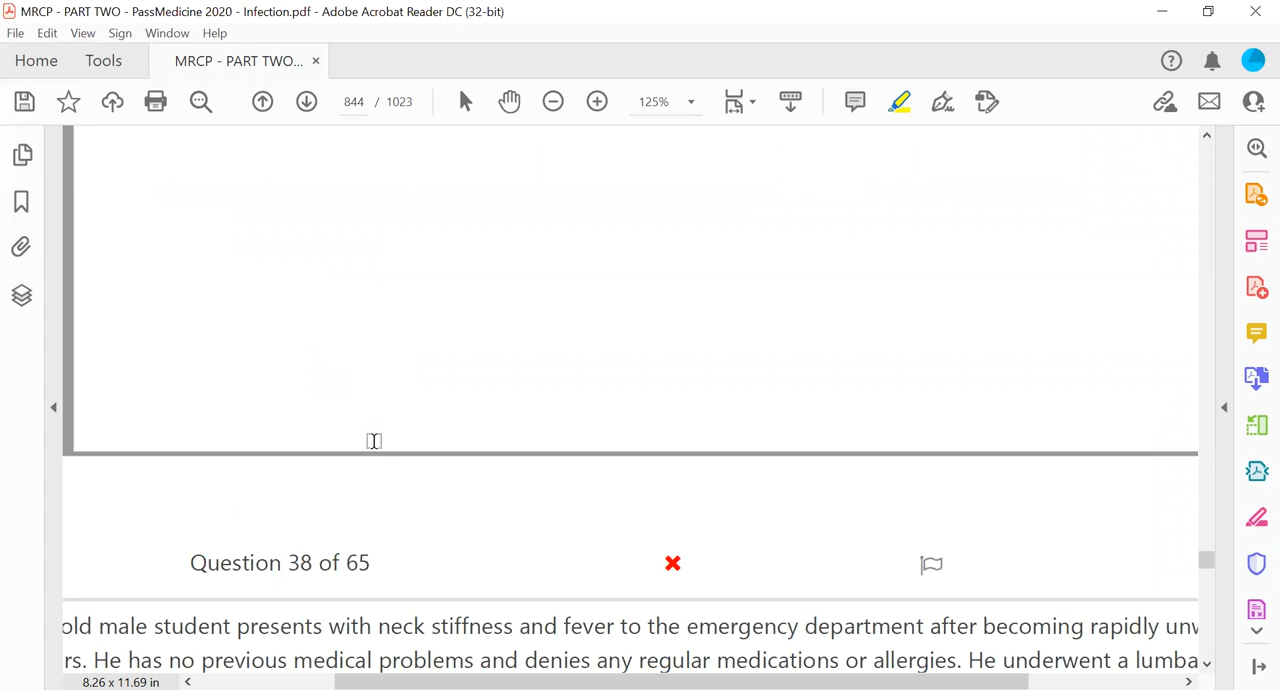 MRCP - PART TWO - PassMedicine 2020 - Infection.pdf - Adobe Acrobat Reader DC (32-bit)
File Edit View Sign Window Help
Home Tools MRCP - PART TWO... ×
844 / 1023 125%
Question 38 of 65
old male student presents with neck stiffness and fever to the emergency department after becoming rapidly
rs. He has no previous medical problems and denies any regular medications or allergies. He underwent a lumba
8.26 x 11.69 in